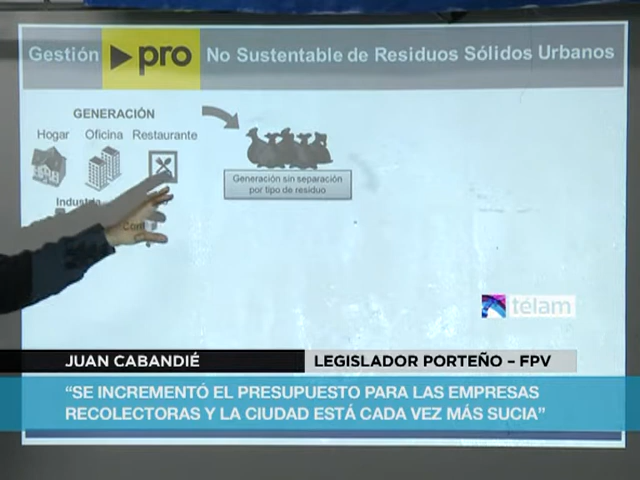 Gestión pro No Sustentable de Residuos Sólidos Urbanos
GENERACIÓN
Hogar Oficina Restaurante
Generación sin separación
por tipo de residuo
Industria
télam
JUAN CABANDIÉ
LEGISLADOR PORTEÑO – FPV
“SE INCREMENTÓ EL PRESUPUESTO PARA LAS EMPRESAS
RECOLECTORAS Y LA CIUDAD ESTÁ CADA VEZ MÁS SUCIA”